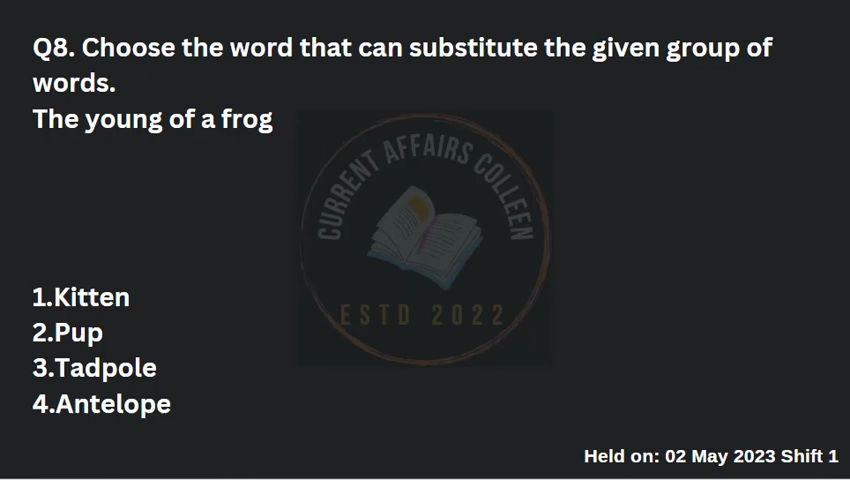 Q8. Choose the word that can substitute the given group of
words.
The young of a frog
CURRENT AFFAIRS COLLEEN
ESTD 2022
1.Kitten
2.Pup
3.Tadpole
4.Antelope
Held on: 02 May 2023 Shift 1